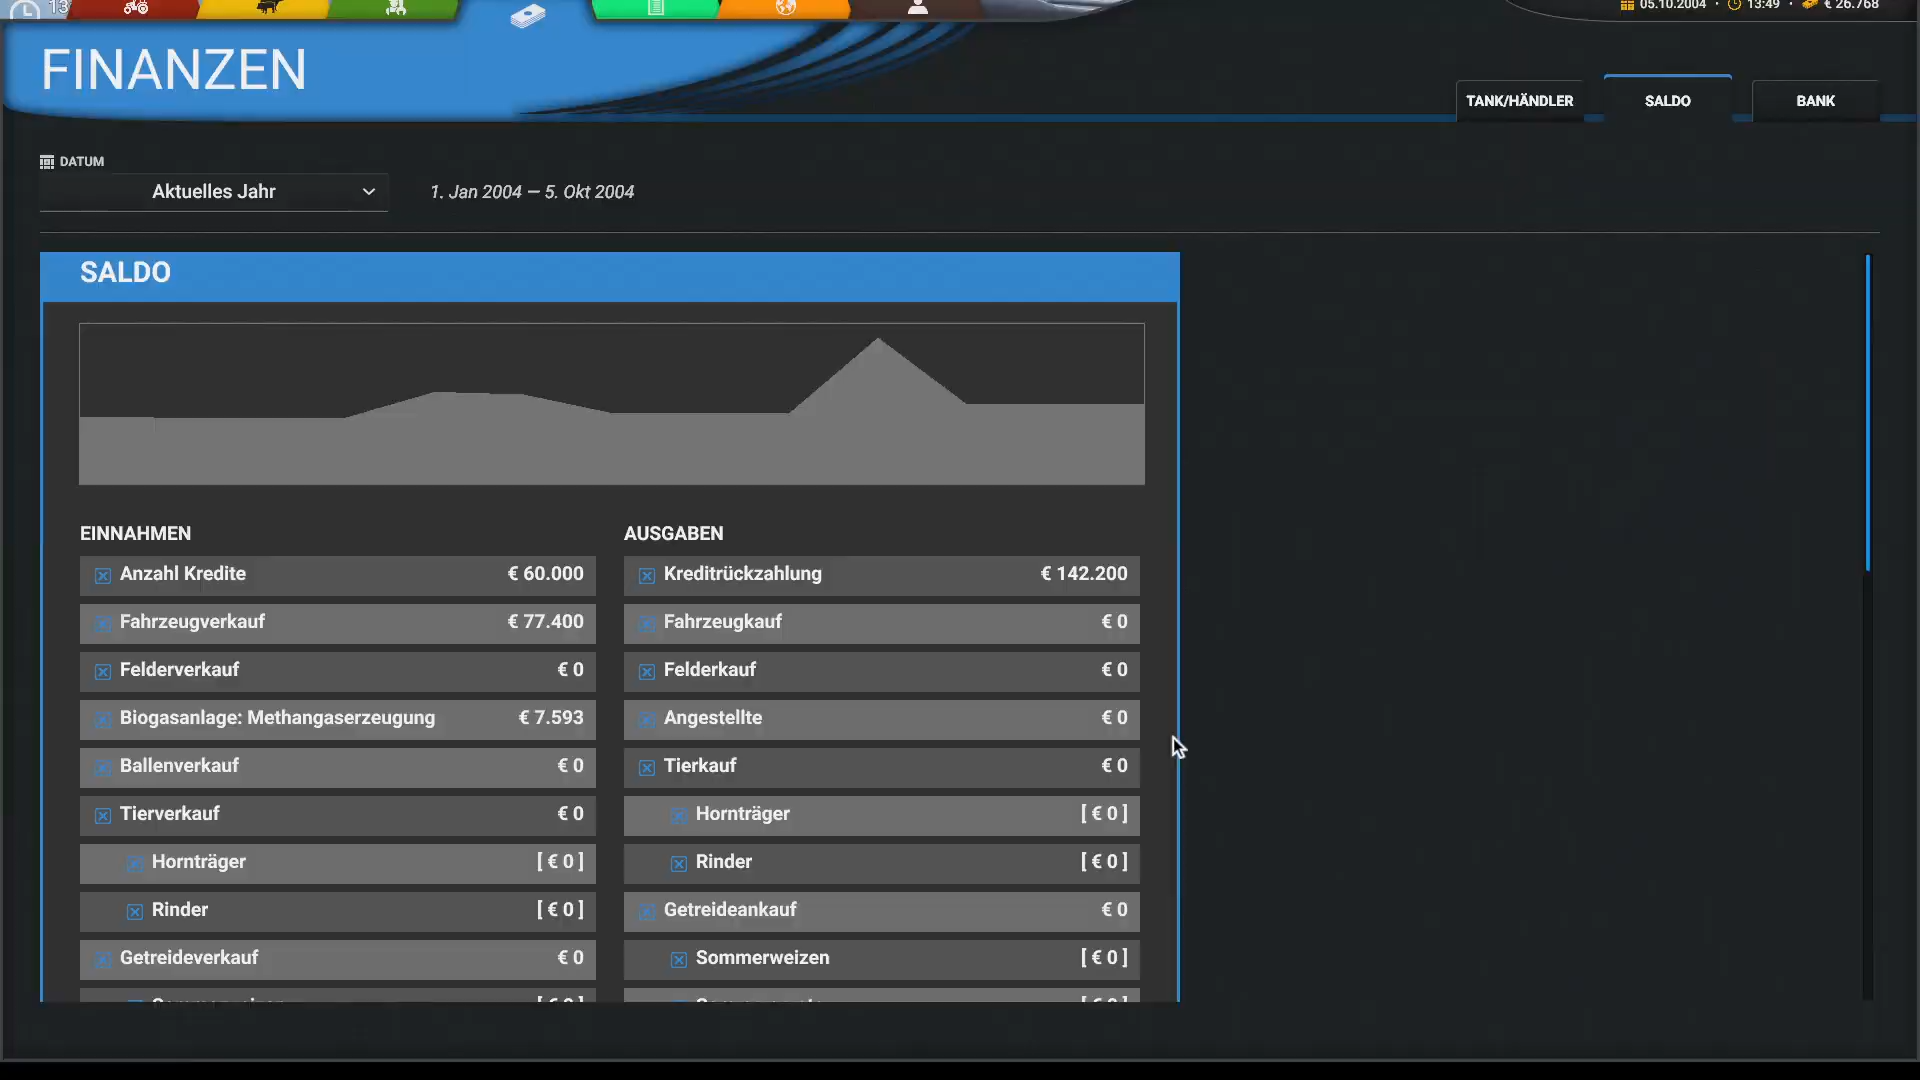 13
05.10.2004 · 13:49 · € 26.768
FINANZEN
TANK/HÄNDLER
SALDO
BANK
DATUM
Aktuelles Jahr
1. Jan 2004 — 5. Okt 2004
SALDO
EINNAHMEN
Anzahl Kredite € 60.000
Fahrzeugverkauf € 77.400
Felderverkauf € 0
Biogasanlage: Methangaserzeugung € 7.593
Ballenverkauf € 0
Tierverkauf € 0
Hornträger [ € 0 ]
Rinder [ € 0 ]
Getreideverkauf € 0
AUSGABEN
Kreditrückzahlung € 142.200
Fahrzeugkauf € 0
Felderkauf € 0
Angestellte € 0
Tierkauf € 0
Hornträger [ € 0 ]
Rinder [ € 0 ]
Getreideankauf € 0
Sommerweizen [ € 0 ]